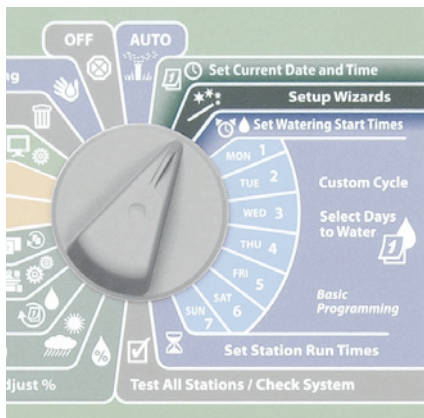 OFF
AUTO
ng
Set Current Date and Time
Setup Wizards
Set Watering Start Times
MON 1
TUE 2
WED 3
THU 4
FRI 5
SAT 6
SUN 7
Custom Cycle
Select Days
to Water
1
Basic
Programming
Set Station Run Times
Test All Stations / Check System
djust %